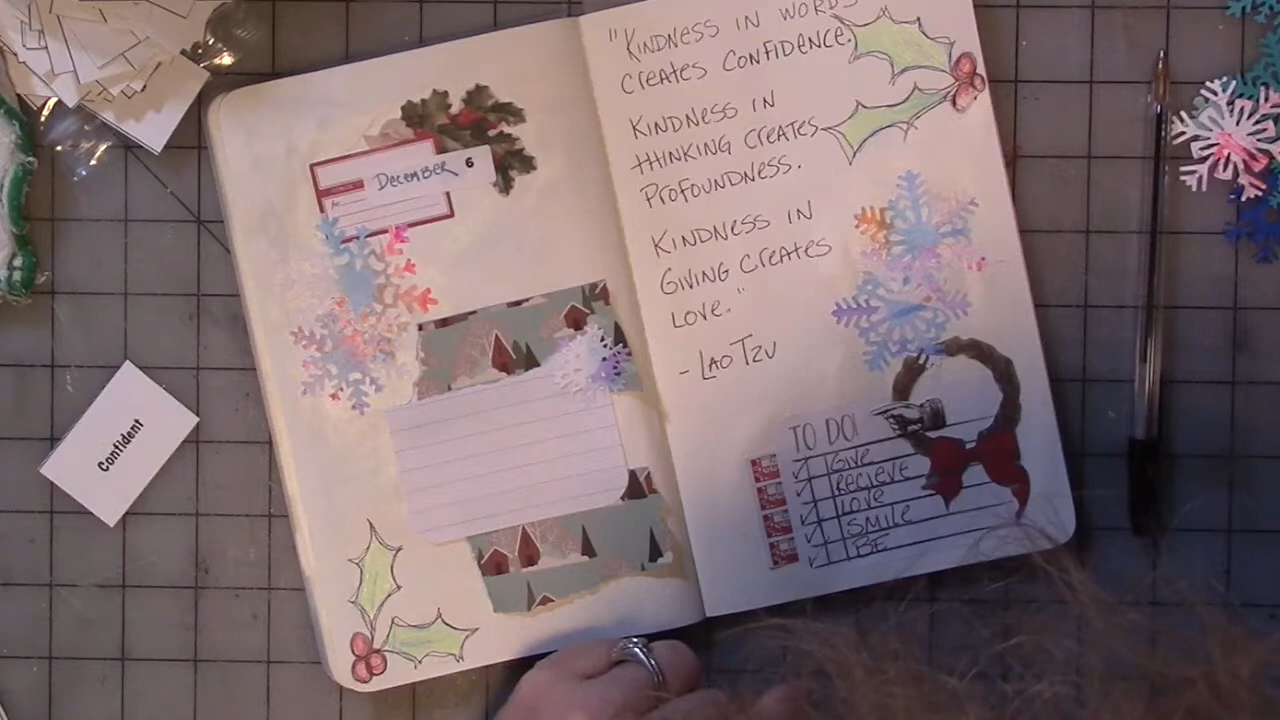 December 6
"KINDNESS IN WORDS
CREATES CONFIDENCE.
KINDNESS IN
THINKING CREATES
PROFOUNDNESS.
KINDNESS IN
GIVING CREATES
LOVE."
-LAO TZU
TO DO!
GIVE
RECIEVE
LOVE
SMILE
BE
Confident